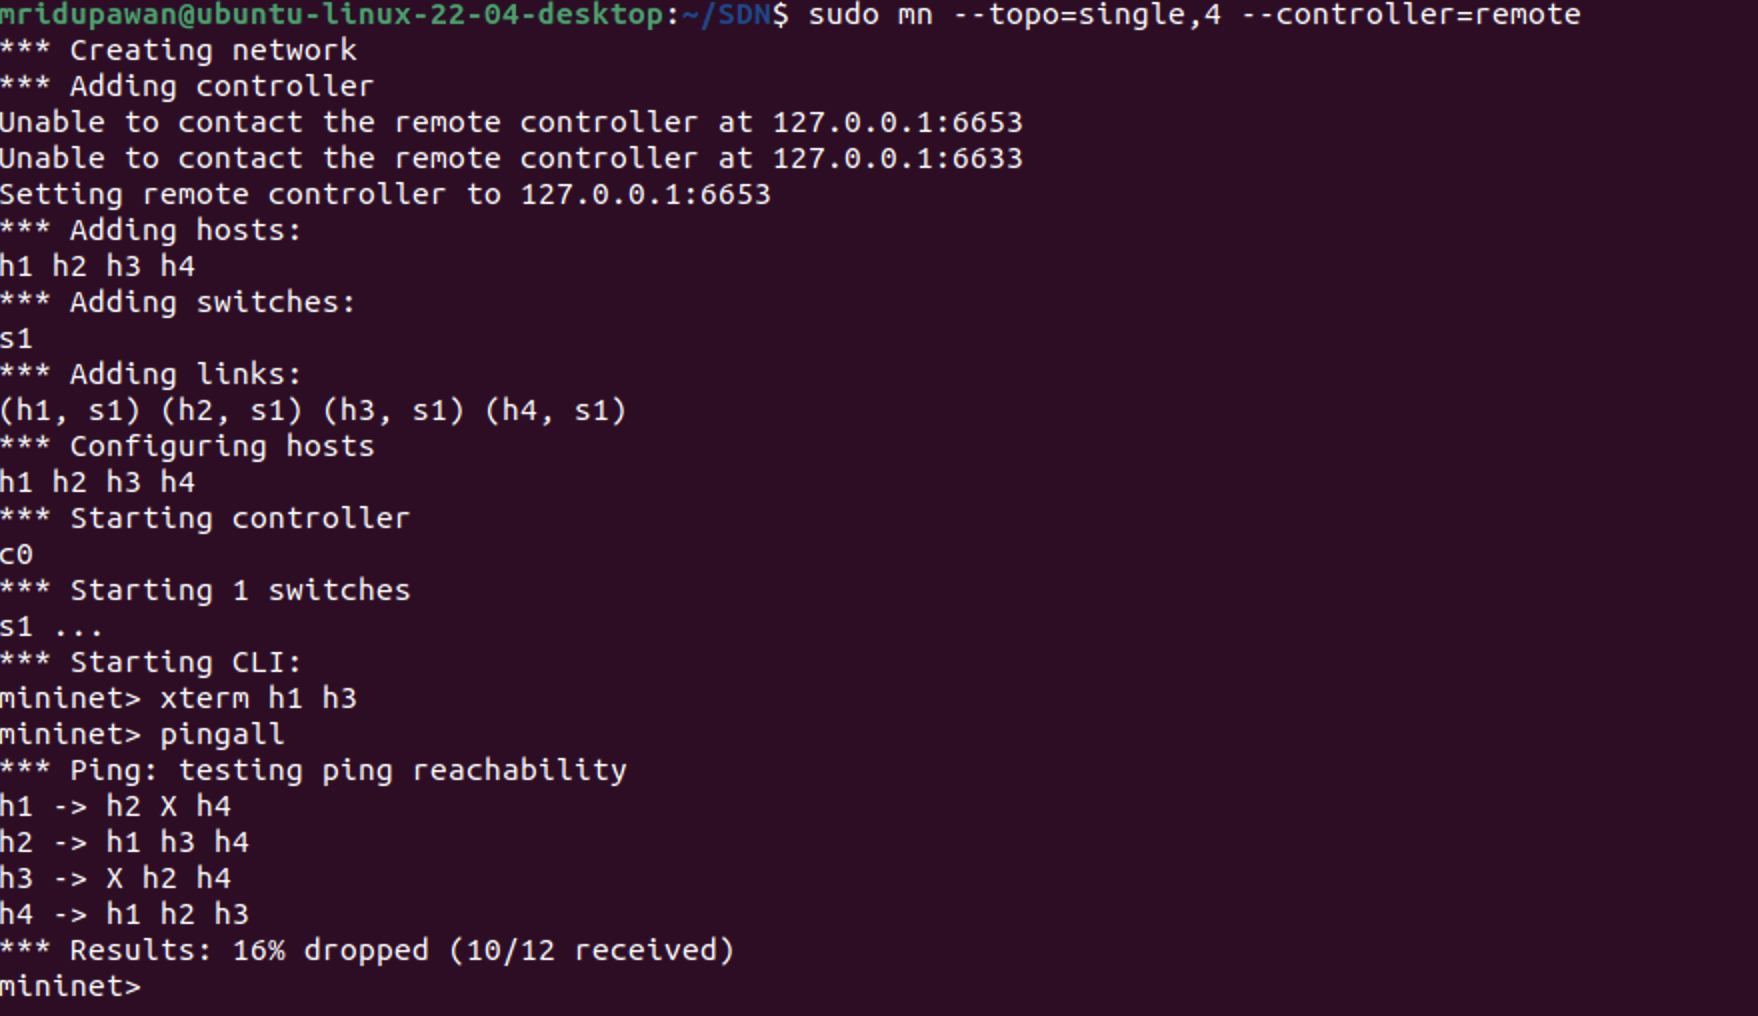 mridupawan@ubuntu-linux-22-04-desktop:~/SDN$ sudo mn --topo=single,4 --controller=remote
*** Creating network
*** Adding controller
Unable to contact the remote controller at 127.0.0.1:6653
Unable to contact the remote controller at 127.0.0.1:6633
Setting remote controller to 127.0.0.1:6653
*** Adding hosts:
h1 h2 h3 h4
*** Adding switches:
s1
*** Adding links:
(h1, s1) (h2, s1) (h3, s1) (h4, s1)
*** Configuring hosts
h1 h2 h3 h4
*** Starting controller
c0
*** Starting 1 switches
s1 ...
*** Starting CLI:
mininet> xterm h1 h3
mininet> pingall
*** Ping: testing ping reachability
h1 -> h2 X h4
h2 -> h1 h3 h4
h3 -> X h2 h4
h4 -> h1 h2 h3
*** Results: 16% dropped (10/12 received)
mininet>